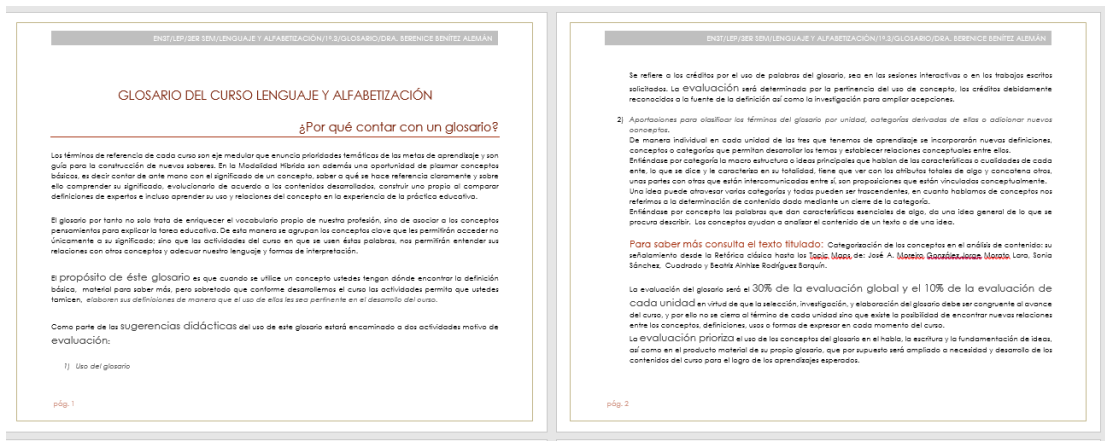 EN37/LEP/3ER SEM/LENGUAJE Y ALFABETIZACIÓN/1º.3/GLOSARIO/DRA. BERENICE BENÍTEZ ALEMÁN
GLOSARIO DEL CURSO LENGUAJE Y ALFABETIZACIÓN
¿Por qué contar con un glosario?
Los términos de referencia de cada curso son eje medular que enuncia prioridades temáticas de las metas de aprendizaje y son
guía para la construcción de nuevos saberes. En la Modalidad Híbrida son además una oportunidad de plasmar conceptos
básicos, es decir contar de ante mano con el significado de un concepto, saber a qué se hace referencia claramente y sobre
ello comprender su significado, evolucionarlo de acuerdo a los contenidos desarrollados, construir uno propio al comparar
definiciones de expertos e incluso aprender su uso y relaciones del concepto en la experiencia de la práctica educativa.
El glosario por tanto no solo trata de enriquecer el vocabulario propio de nuestra profesión, sino de asociar a los conceptos
pensamientos para explicar la tarea educativa. De esta manera se agrupan los conceptos clave que les permitirán acceder no
únicamente a su significado; sino que las actividades del curso en que se usen éstas palabras, nos permitirán entender sus
relaciones con otros conceptos y adecuar nuestro lenguaje y formas de interpretación.
El propósito de éste glosario es que cuando se utilice un concepto ustedes tengan dónde encontrar la definición
básica, material para saber más, pero sobretodo que conforme desarrollemos el curso las actividades permita que ustedes
tamicen, elaboren sus definiciones de manera que el uso de ellos les sea pertinente en el desarrollo del curso.
Como parte de las sugerencias didácticas del uso de este glosario estará encaminado a dos actividades motivo de
evaluación:
1) Uso del glosario
pág. 1
EN37/LEP/3ER SEM/LENGUAJE Y ALFABETIZACIÓN/1º.3/GLOSARIO/DRA. BERENICE BENÍTEZ ALEMÁN
Se refiere a los créditos por el uso de palabras del glosario, sea en las sesiones interactivas o en los trabajos escritos
solicitados. La evaluación será determinada por la pertinencia del uso de concepto, los créditos debidamente
reconocidos a la fuente de la definición así como la investigación para ampliar acepciones.
2) Aportaciones para clasificar los términos del glosario por unidad, categorías derivadas de ellas o adicionar nuevos
conceptos.
De manera individual en cada unidad de las tres que tenemos de aprendizaje se incorporarán nuevas definiciones,
conceptos o categorías que permitan desarrollar los temas y establecer relaciones conceptuales entre ellos.
Entiéndase por categoría la macro estructura o ideas principales que hablan de las características o cualidades de cada
ente, lo que se dice y le caracteriza en su totalidad, tiene que ver con los atributos totales de algo y concatena otros,
unas partes con otras que están intercomunicadas entre sí, son proposiciones que están vinculadas conceptualmente.
Una idea puede atravesar varias categorías y todas pueden ser trascendentes, en cuanto hablamos de conceptos nos
referimos a la determinación de contenido dado mediante un cierre de la categoría.
Entiéndase por concepto las palabras que dan características esenciales de algo, da una idea general de lo que se
procura describir. Los conceptos ayudan a analizar el contenido de un texto o de una idea.
Para saber más consulta el texto titulado: Categorización de los conceptos en el análisis de contenido: su
señalamiento desde la Retórica clásica hasta los Topic Maps de: José A. Moreiro González,Jorge Morato Lara, Sonia
Sánchez, Cuadrado y Beatriz Ainhize Rodríguez Barquín.
La evaluación del glosario será el 30% de la evaluación global y el 10% de la evaluación de
cada unidad en virtud de que la selección, investigación, y elaboración del glosario debe ser congruente al avance
del curso, y por ello no se cierra al término de cada unidad sino que existe la posibilidad de encontrar nuevas relaciones
entre los conceptos, definiciones, usos o formas de expresar en cada momento del curso.
La evaluación prioriza el uso de los conceptos del glosario en el habla, la escritura y la fundamentación de ideas,
así como en el producto material de su propio glosario, que por supuesto será ampliado a necesidad y desarrollo de los
contenidos del curso para el logro de los aprendizajes esperados.
pág. 2